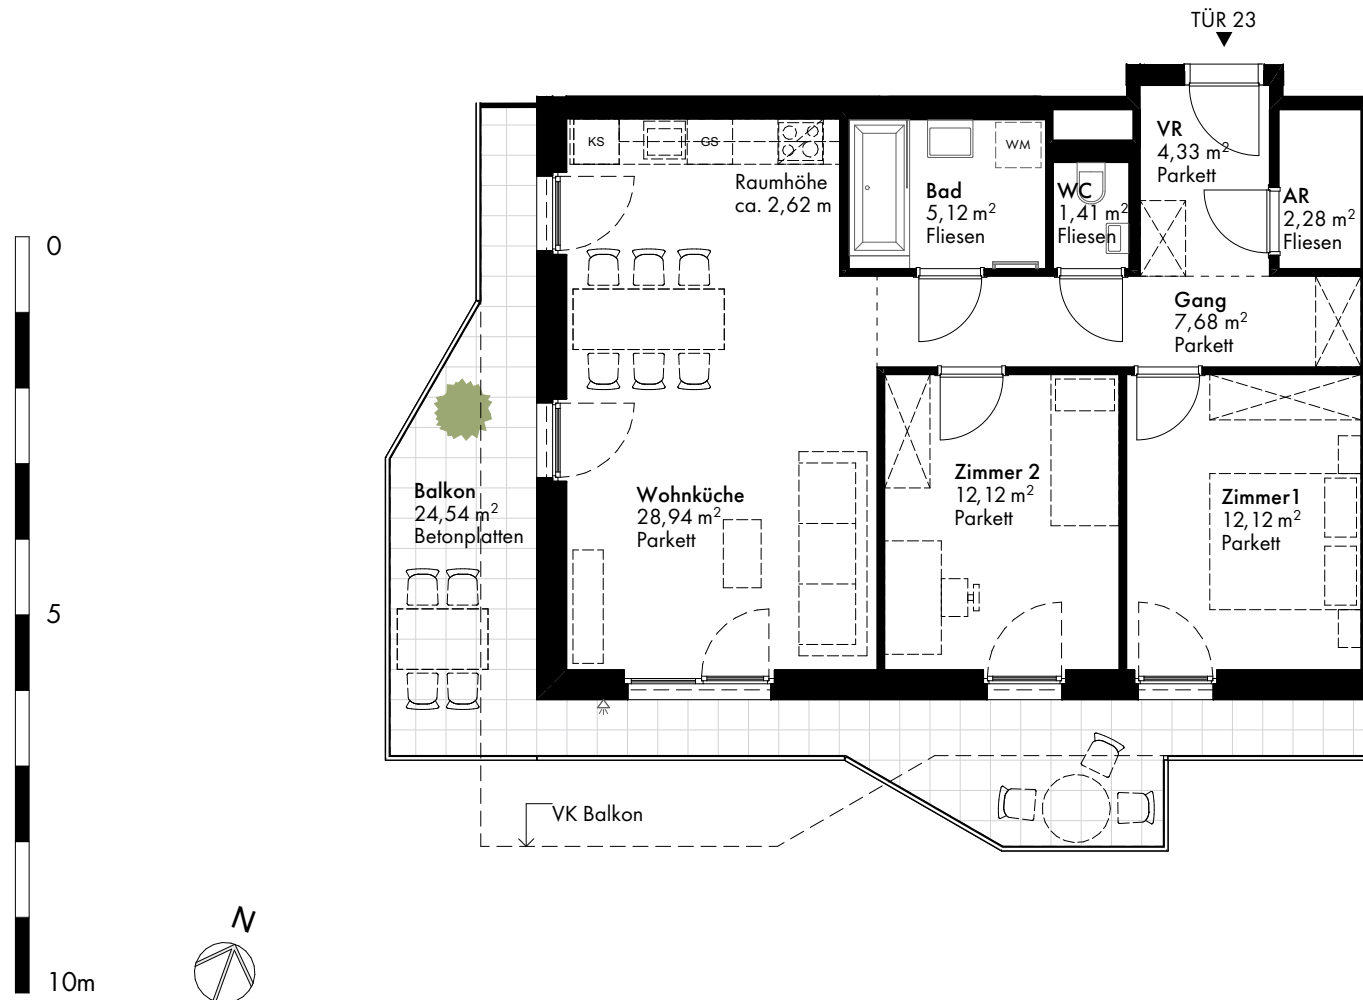 TÜR 23
VR
4,33 m²
Parkett
KS
GS
WM
Raumhöhe
ca. 2,62 m
Bad
5,12 m²
Fliesen
WC
1,41 m²
Fliesen
AR
2,28 m²
Fliesen
0
Gang
7,68 m²
Parkett
Balkon
24,54 m²
Betonplatten
Wohnküche
28,94 m²
Parkett
Zimmer 2
12,12 m²
Parkett
Zimmer1
12,12 m²
Parkett
5
VK Balkon
N
10m